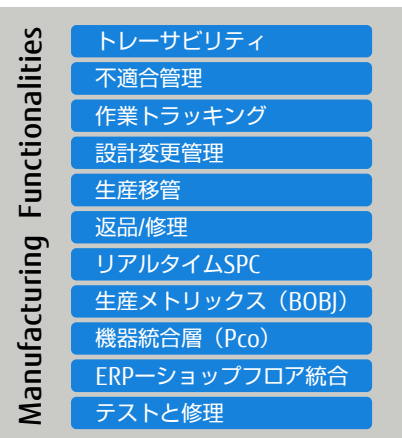 Manufacturing Functionalities
トレーサビリティ
不適合管理
作業トラッキング
設計変更管理
生産移管
返品/修理
リアルタイムSPC
生産メトリックス（BOBJ）
機器統合層（Pco）
ERPーショップフロア統合
テストと修理